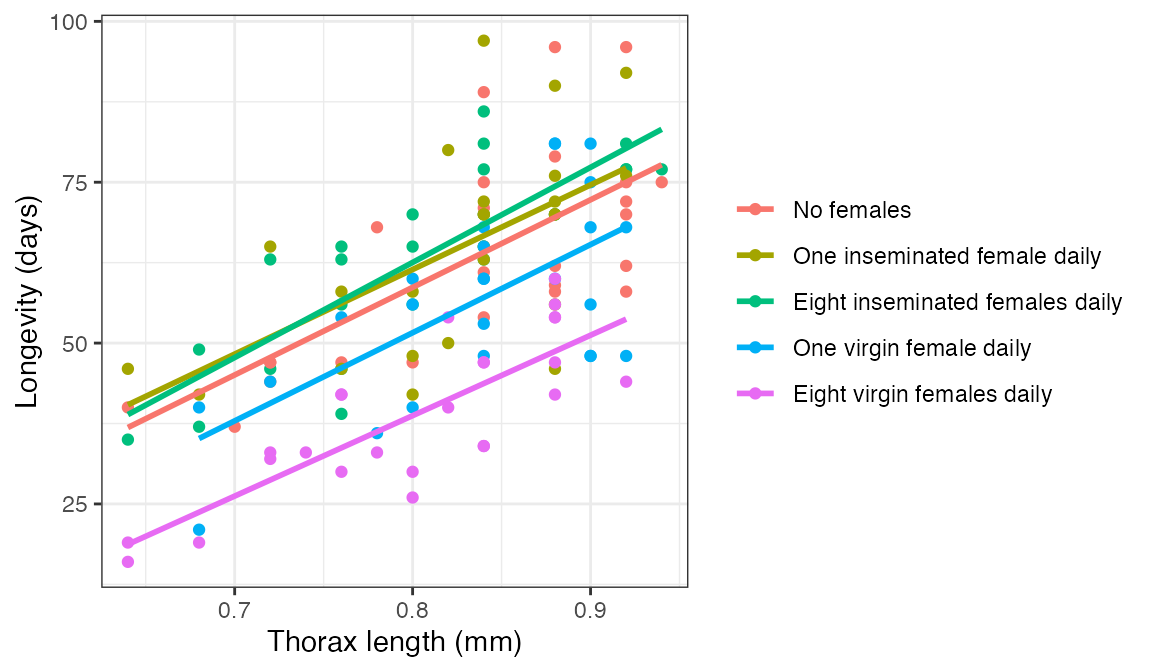 100
75
50
25
Longevity (days)
0.7 0.8 0.9
Thorax length (mm)
No females
One inseminated female daily
Eight inseminated females daily
One virgin female daily
Eight virgin females daily